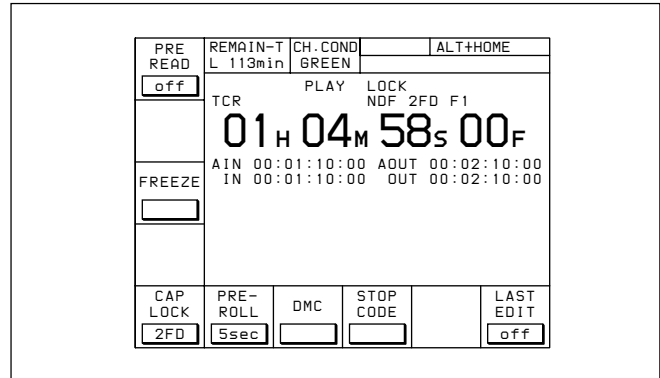 PRE READ
off
REMAIN-T
L 113min
CH.COND
GREEN
ALT+HOME
PLAY LOCK
TCR NDF 2FD F1
01H 04M 58S 00F
AIN 00:01:10:00 AOUT 00:02:10:00
IN 00:01:10:00 OUT 00:02:10:00
FREEZE
CAP LOCK
2FD
PRE-ROLL
5sec
DMC
STOP CODE
LAST EDIT
off